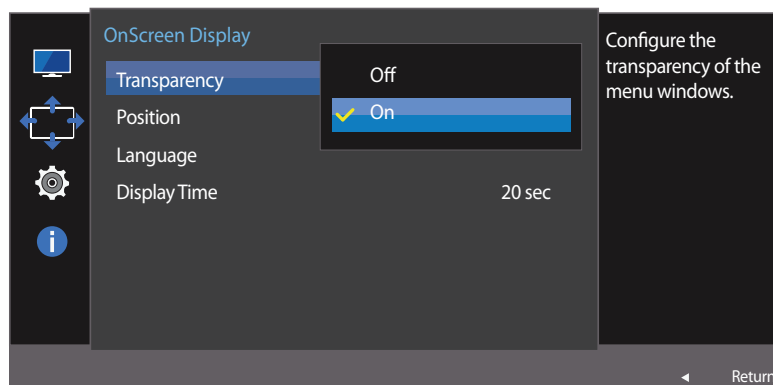 OnScreen Display
Transparency
Off
On
Position
Language
Display Time 20 sec
Configure the
transparency of the
menu windows.
Return